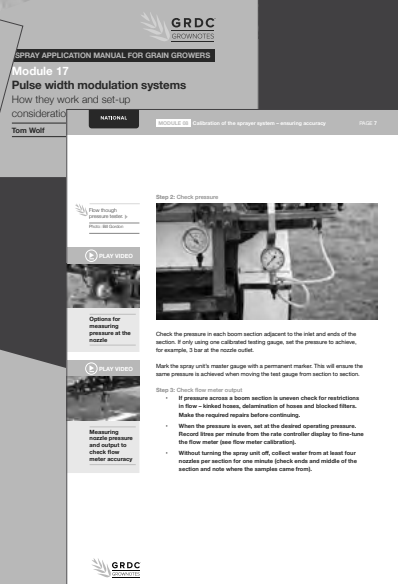 GRDC
GROWNOTES
SPRAY APPLICATION MANUAL FOR GRAIN GROWERS
Module 17
Pulse width modulation systems
How they work and set-up
consideratio
Tom Wolf
NATIONAL
MODULE 08 Calibration of the sprayer system – ensuring accuracy
PAGE 7
Step 2: Check pressure
Flow through
pressure tester.
Photo: Bill Gordon
PLAY VIDEO
Options for
measuring
pressure at the
nozzle
Check the pressure in each boom section adjacent to the inlet and ends of the
section. If only using one calibrated testing gauge, set the pressure to achieve,
for example, 3 bar at the nozzle outlet.
Mark the spray unit's master gauge with a permanent marker. This will ensure the
same pressure is achieved when moving the test gauge from section to section.
PLAY VIDEO
Measuring
nozzle pressure
and output to
check flow
meter accuracy
Step 3: Check flow meter output
• If pressure across a boom section is uneven check for restrictions
in flow – kinked hoses, delamination of hoses and blocked filters.
Make the required repairs before continuing.
• When the pressure is even, set at the desired operating pressure.
Record litres per minute from the rate controller display to fine-tune
the flow meter (see flow meter calibration).
• Without turning the spray unit off, collect water from at least four
nozzles per section for one minute (check ends and middle of the
section and note where the samples came from).
GRDC
GROWNOTES